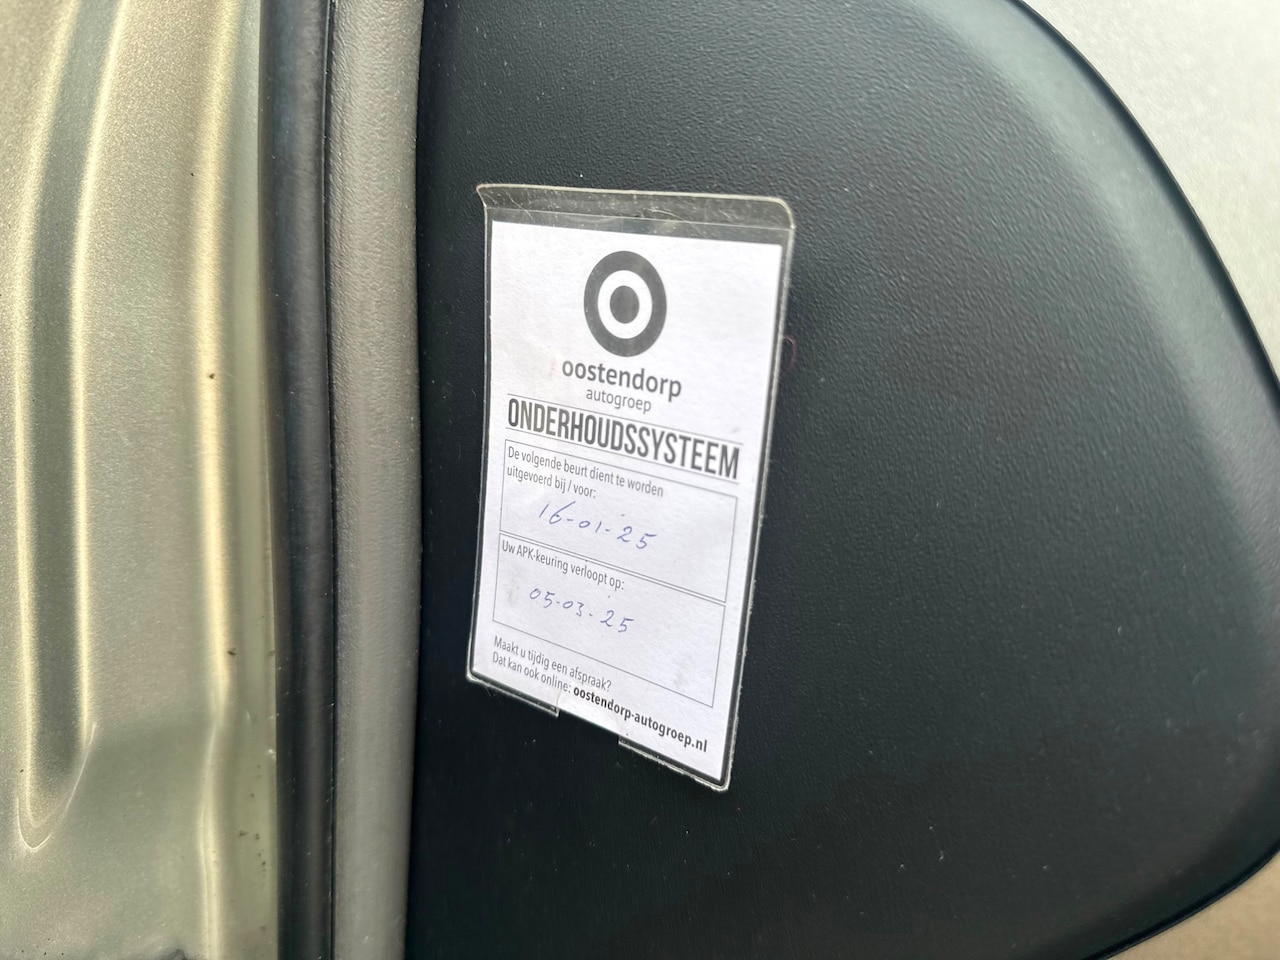 oostendorp
autogroep
ONDERHOUDSSYSTEEM
De volgende beurt dient te worden
uitgevoerd bij / voor:
16-01-25
Uw APK-keuring verloopt op:
05-03-25
Maakt u tijdig een afspraak?
Dat kan ook online: oostendorp-autogroep.nl